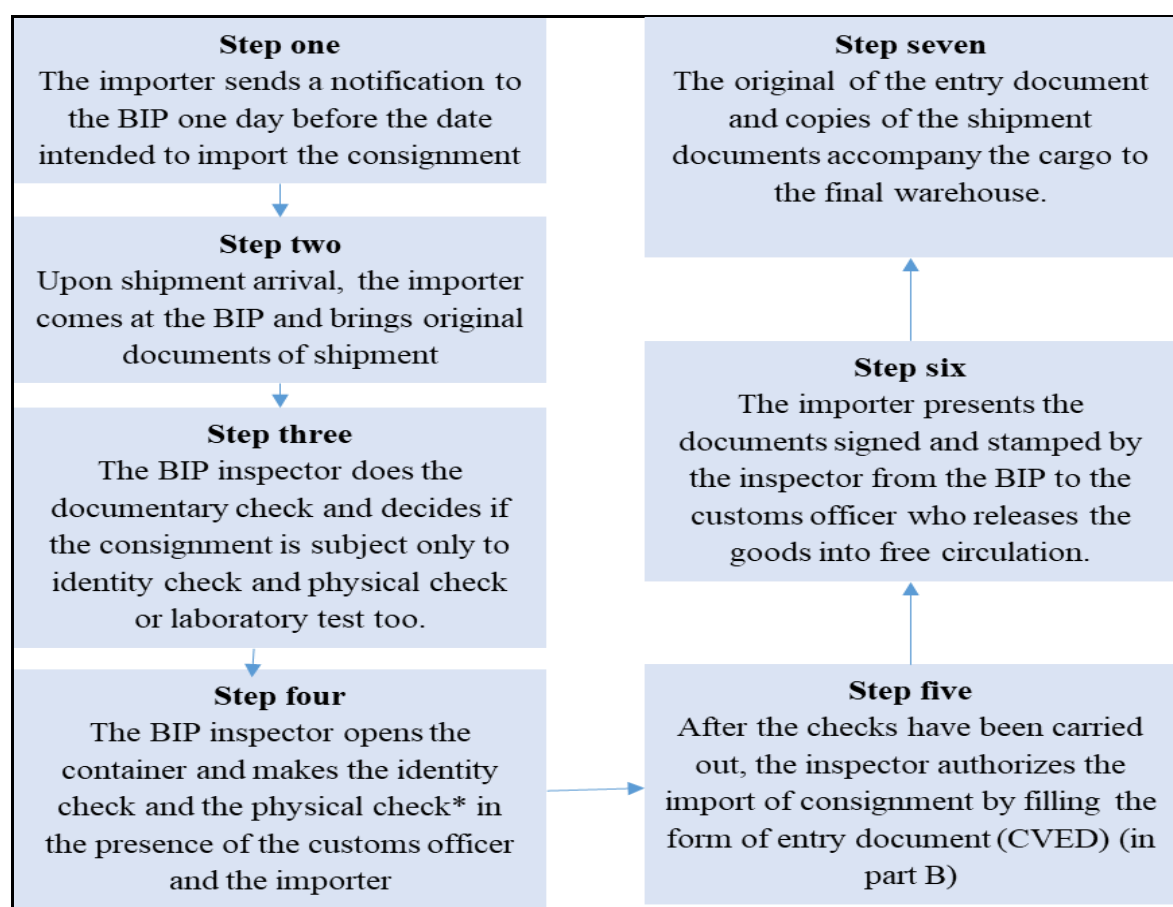 Step one
The importer sends a notification to
the BIP one day before the date
intended to import the consignment
Step two
Upon shipment arrival, the importer
comes at the BIP and brings original
documents of shipment
Step three
The BIP inspector does the
documentary check and decides if
the consignment is subject only to
identity check and physical check
or laboratory test too.
Step four
The BIP inspector opens the
container and makes the identity
check and the physical check* in
the presence of the customs officer
and the importer
Step five
After the checks have been carried
out, the inspector authorizes the
import of consignment by filling the
form of entry document (CVED) (in
part B)
Step six
The importer presents the
documents signed and stamped by
the inspector from the BIP to the
customs officer who releases the
goods into free circulation.
Step seven
The original of the entry document
and copies of the shipment
documents accompany the cargo to
the final warehouse.